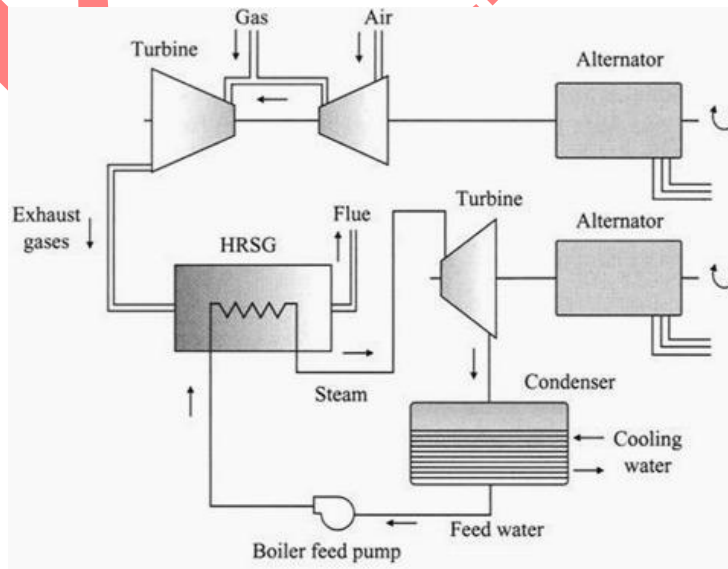 Gas
Air
Turbine
Alternator
Exhaust
gases
Flue
HRSG
Turbine
Alternator
Steam
Condenser
Cooling
water
Feed water
Boiler feed pump